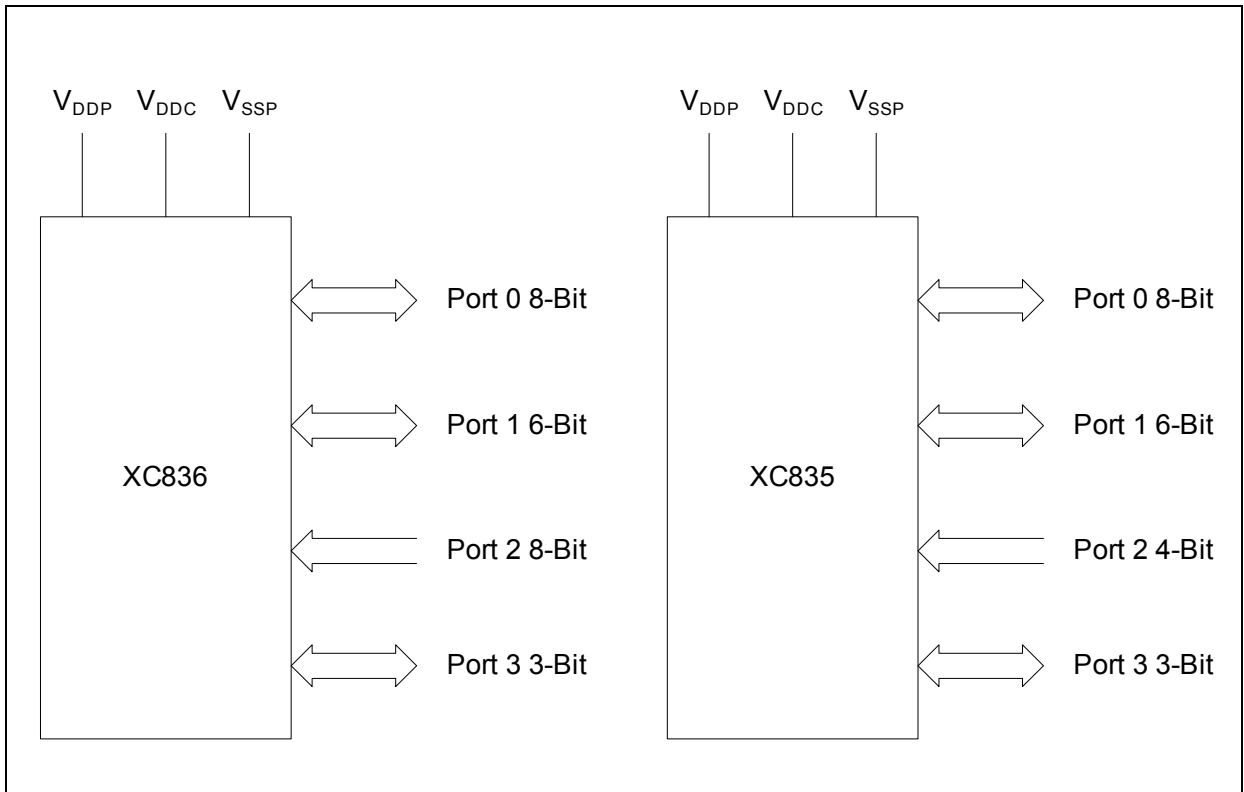 VDDP VDDC VSSP
XC836
Port 0 8-Bit
Port 1 6-Bit
Port 2 8-Bit
Port 3 3-Bit
VDDP VDDC VSSP
XC835
Port 0 8-Bit
Port 1 6-Bit
Port 2 4-Bit
Port 3 3-Bit